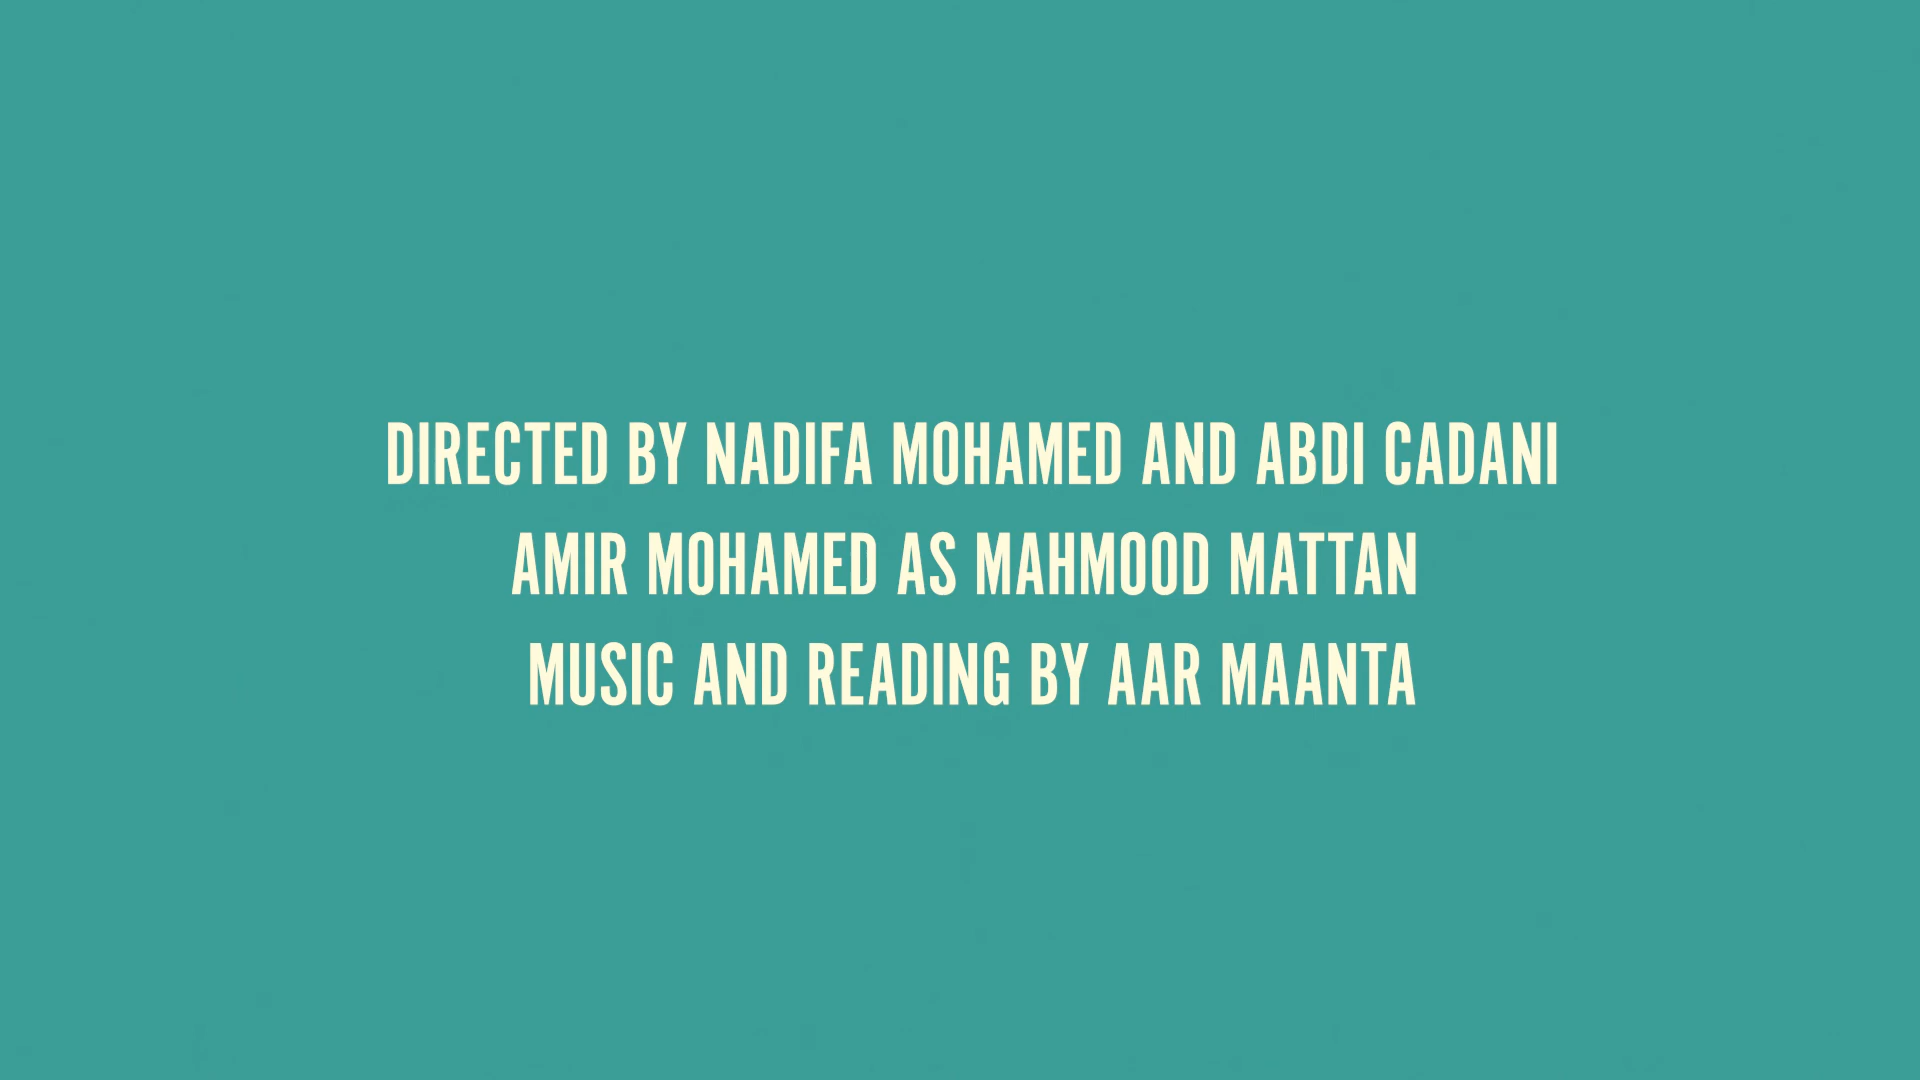 DIRECTED BY NADIFA MOHAMED AND ABDI CADANI
AMIR MOHAMED AS MAHMOOD MATTAN
MUSIC AND READING BY AAR MAANTA